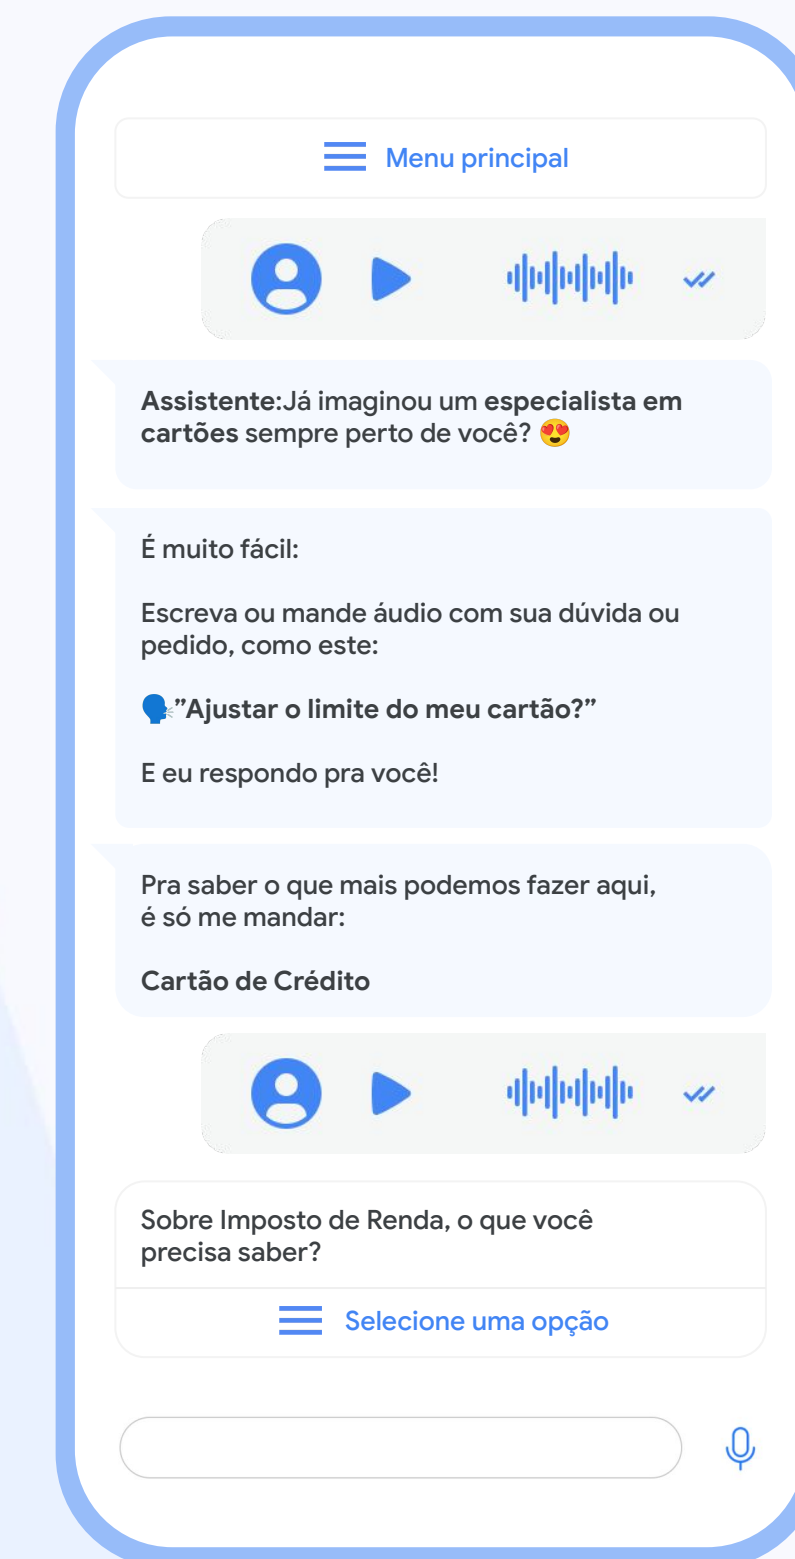 Menu principal
Assistente:Já imaginou um especialista em
cartões sempre perto de você? 😍
É muito fácil:
Escreva ou mande áudio com sua dúvida ou
pedido, como este:
🗣️”Ajustar o limite do meu cartão?”
E eu respondo pra você!
Pra saber o que mais podemos fazer aqui,
é só me mandar:
Cartão de Crédito
Sobre Imposto de Renda, o que você
precisa saber?
Selecione uma opção